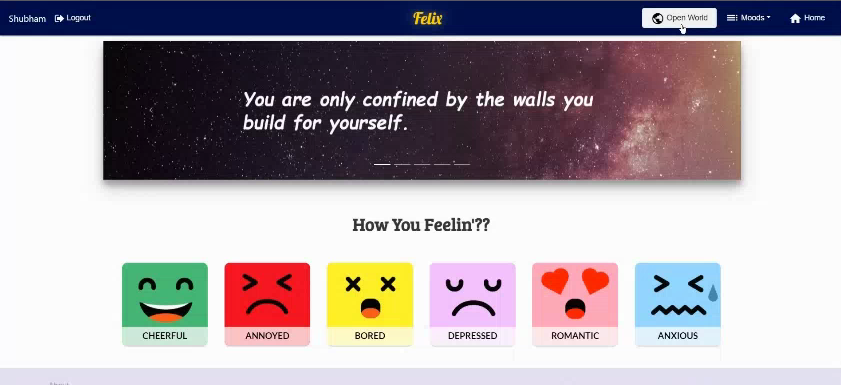 Shubham Logout Felix Open World Moods Home
You are only confined by the walls you
build for yourself.
How You Feelin'??
CHEERFUL ANNOYED BORED DEPRESSED ROMANTIC ANXIOUS
About